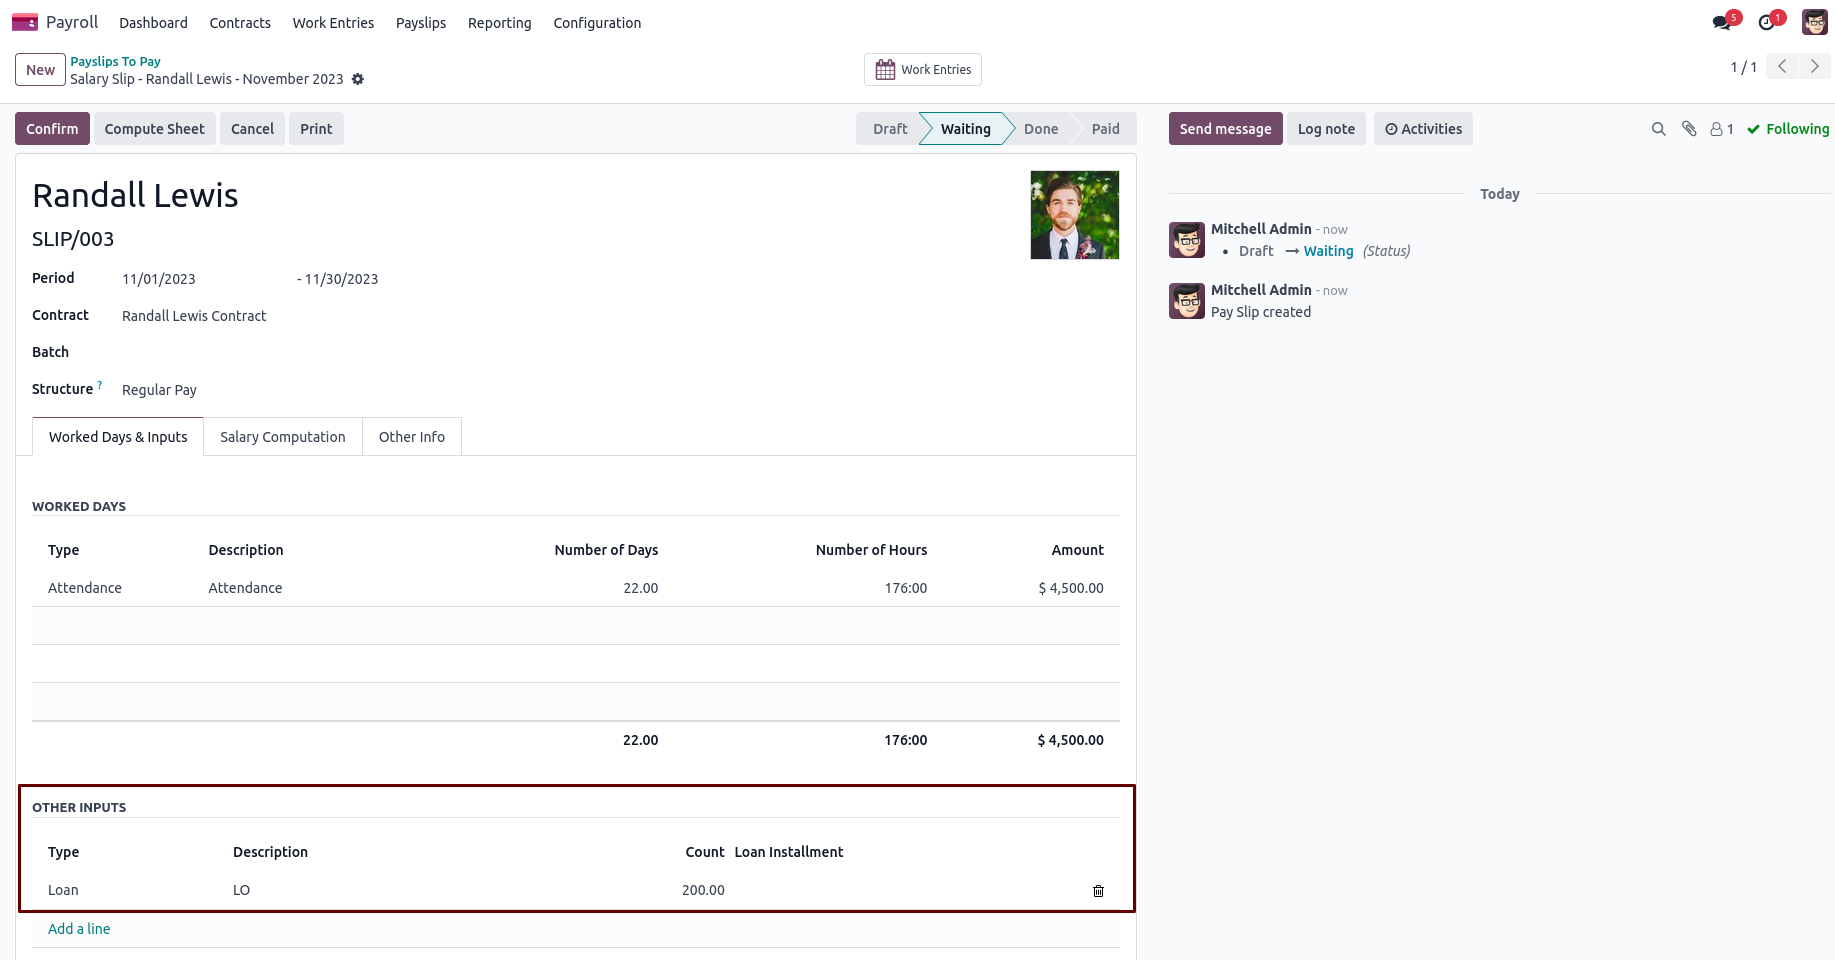 Payroll Dashboard Contracts Work Entries Payslips Reporting Configuration 5 1
New Payslips To Pay
Salary Slip - Randall Lewis - November 2023
Work Entries
1 / 1
Confirm Compute Sheet Cancel Print
Draft Waiting Done Paid
Send message Log note Activities 1 Following
Randall Lewis
SLIP/003
Period 11/01/2023 - 11/30/2023
Contract Randall Lewis Contract
Batch
Structure ? Regular Pay
Worked Days & Inputs Salary Computation Other Info
WORKED DAYS
Type Description Number of Days Number of Hours Amount
Attendance Attendance 22.00 176:00 $ 4,500.00
22.00 176:00 $ 4,500.00
OTHER INPUTS
Type Description Count Loan Installment
Loan LO 200.00
Add a line
Today
Mitchell Admin - now
• Draft → Waiting (Status)
Mitchell Admin - now
Pay Slip created